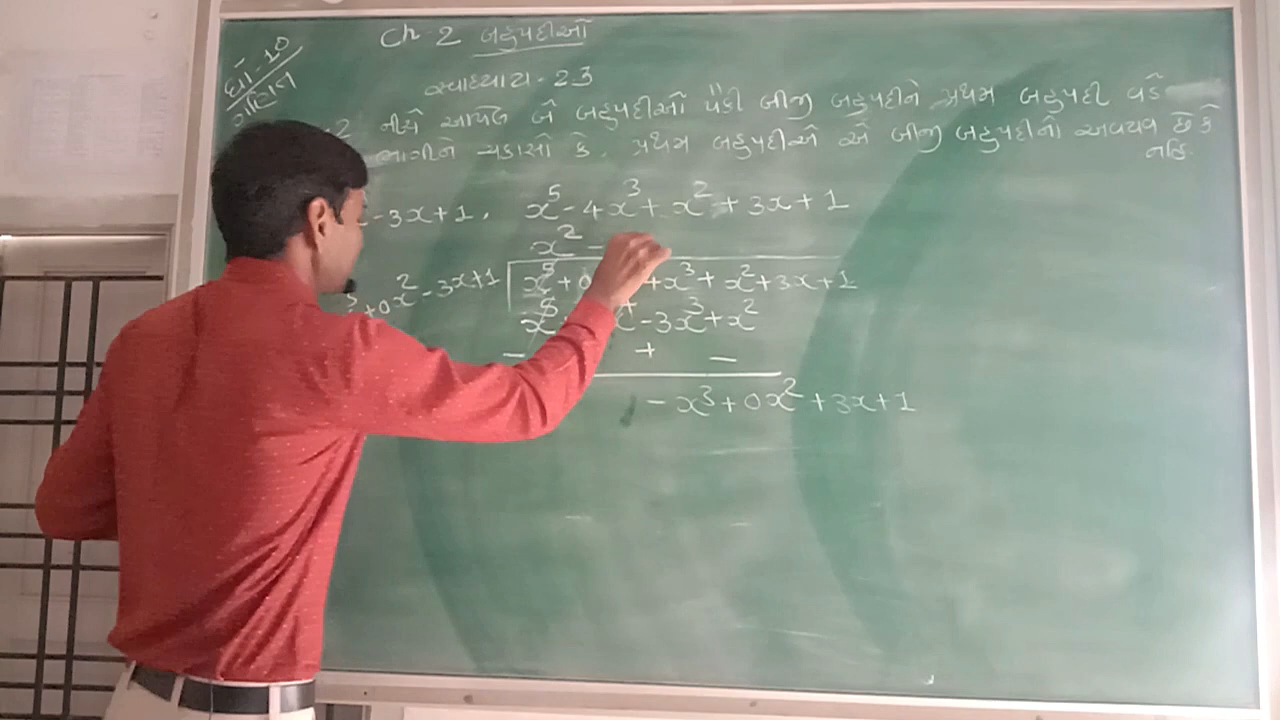 ધો-10
ગણિત
Ch 2 બહુપદીઓ
સ્વાધ્યાય-2.3
2 નીચે આપેલ બે બહુપદીઓ પૈકી બીજી બહુપદીને પ્રથમ બહુપદી વડે
ભાગીને ચકાસો કે, પ્રથમ બહુપદીએ એ બીજી બહુપદીનો અવયવ છે કે
નહિ.
-3x+1, x⁵-4x³+x²+3x+1
x² -
+0x²-3x+1 x⁵+0 +x³+x²+3x+1
x⁵ -3x³+x²
- + -
-x³+0x²+3x+1